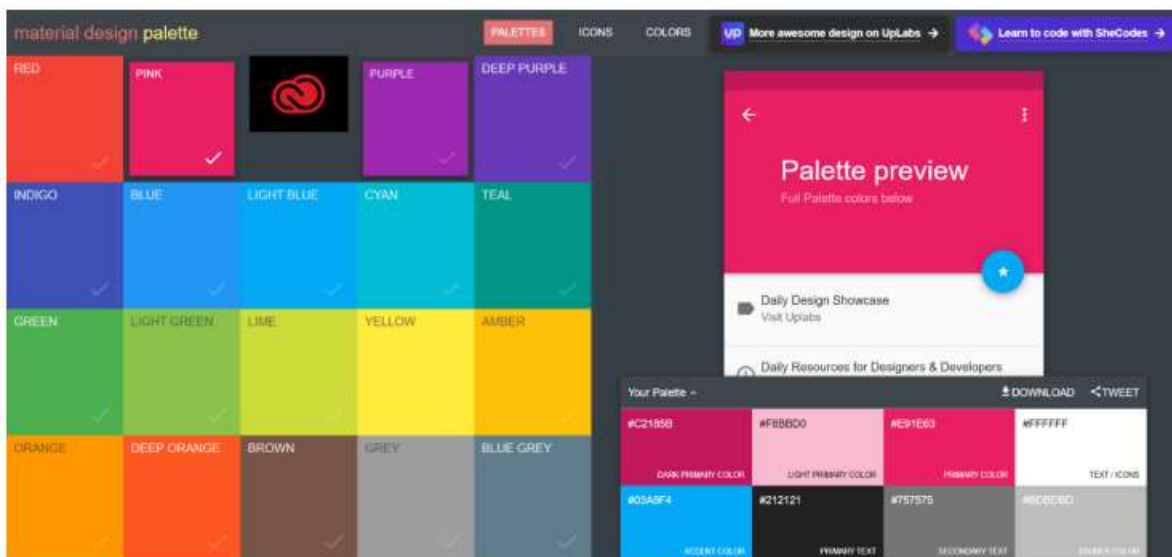 material design palette
PALETTES
ICONS
COLORS
up More awesome design on UpLabs →
Learn to code with SheCodes →
RED
PINK
PURPLE
DEEP PURPLE
INDIGO
BLUE
LIGHT BLUE
CYAN
TEAL
GREEN
LIGHT GREEN
LIME
YELLOW
AMBER
ORANGE
DEEP ORANGE
BROWN
GREY
BLUE GREY
Palette preview
Full Palette colors below
Daily Design Showcase
Visit Uplabs
Daily Resources for Designers & Developers
Your Palette
DOWNLOAD
TWEET
#C2185B
DARK PRIMARY COLOR
#F8BBD0
LIGHT PRIMARY COLOR
#E91E63
PRIMARY COLOR
#FFFFFF
TEXT / ICONS
#03A9F4
ACCENT COLOR
#212121
PRIMARY TEXT
#757575
SECONDARY TEXT
#BDBDBD
DIVIDER COLOR